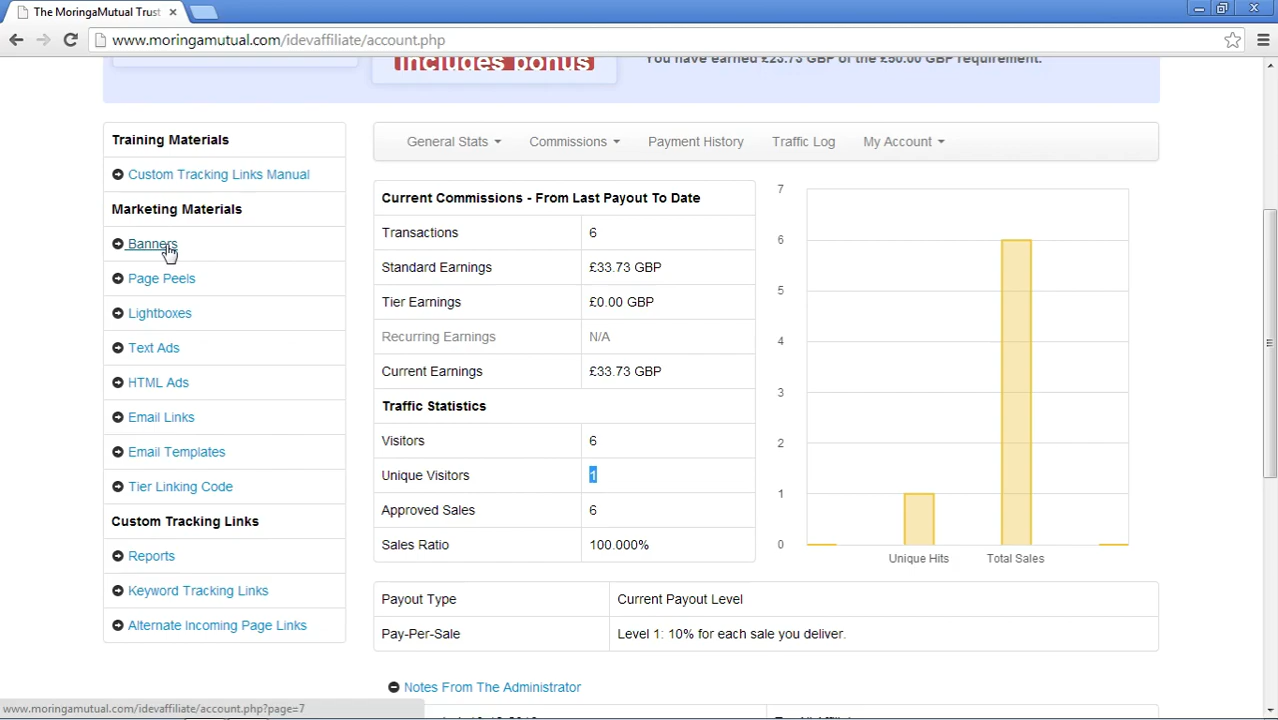 The MoringaMutual Trust
www.moringamutual.com/idevaffiliate/account.php
includes bonus
You have earned £23.73 GBP of the £50.00 GBP requirement.
Training Materials
Custom Tracking Links Manual
Marketing Materials
Banners
Page Peels
Lightboxes
Text Ads
HTML Ads
Email Links
Email Templates
Tier Linking Code
Custom Tracking Links
Reports
Keyword Tracking Links
Alternate Incoming Page Links
General Stats Commissions Payment History Traffic Log My Account
Current Commissions - From Last Payout To Date
Transactions 6
Standard Earnings £33.73 GBP
Tier Earnings £0.00 GBP
Recurring Earnings N/A
Current Earnings £33.73 GBP
Traffic Statistics
Visitors 6
Unique Visitors 1
Approved Sales 6
Sales Ratio 100.000%
7
6
5
4
3
2
1
0
Unique Hits Total Sales
Payout Type Current Payout Level
Pay-Per-Sale Level 1: 10% for each sale you deliver.
Notes From The Administrator
www.moringamutual.com/idevaffiliate/account.php?page=7